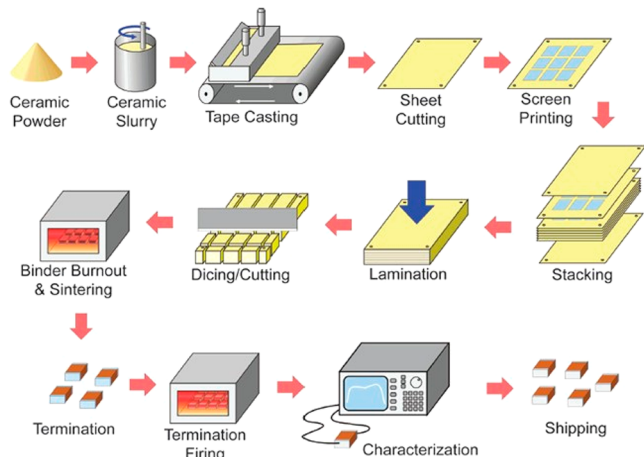 Ceramic
Powder
Ceramic
Slurry
Tape Casting
Sheet
Cutting
Screen
Printing
Binder Burnout
& Sintering
Dicing/Cutting
Lamination
Stacking
Termination
Termination
Firing
Characterization
Shipping